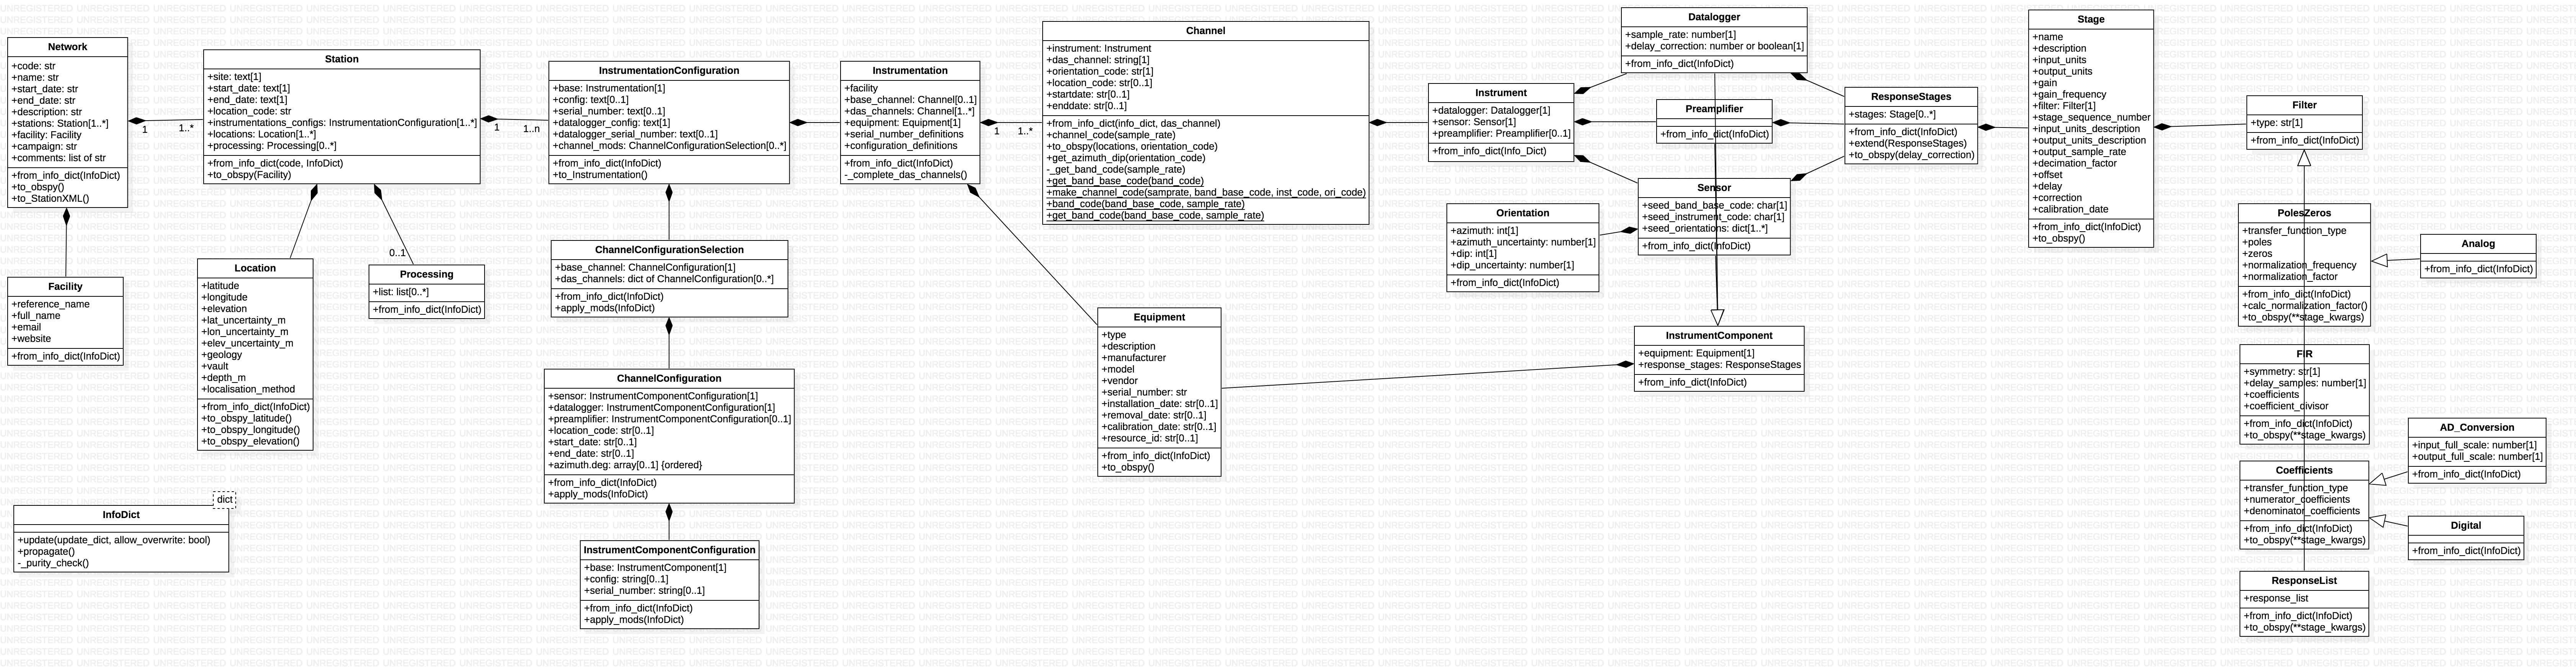 Network
+code: str
+name: str
+start_date: str
+end_date: str
+description: str
+stations: Station[1..*]
+facility: Facility
+campaign: str
+comments: list of str
+from_info_dict(InfoDict)
+to_obspy()
+to_StationXML()
1
1..*
Facility
+reference_name
+full_name
+email
+website
+from_info_dict(InfoDict)
Station
+site: text[1]
+start_date: text[1]
+end_date: text[1]
+location_code: str
+instrumentations_configs: InstrumentationConfiguration[1..*]
+locations: Location[1..*]
+processing: Processing[0..*]
+from_info_dict(code, InfoDict)
+to_obspy(Facility)
1
1..n
0..1
Location
+latitude
+longitude
+elevation
+lat_uncertainty_m
+lon_uncertainty_m
+elev_uncertainty_m
+geology
+vault
+depth_m
+localisation_method
+from_info_dict(InfoDict)
+to_obspy_latitude()
+to_obspy_longitude()
+to_obspy_elevation()
Processing
+list: list[0..*]
+from_info_dict(InfoDict)
dict
InfoDict
+update(update_dict, allow_overwrite: bool)
+propagate()
-_purity_check()
InstrumentationConfiguration
+base: Instrumentation[1]
+config: text[0..1]
+serial_number: text[0..1]
+datalogger_config: text[1]
+datalogger_serial_number: text[0..1]
+channel_mods: ChannelConfigurationSelection[0..*]
+from_info_dict(InfoDict)
+to_Instrumentation()
ChannelConfigurationSelection
+base_channel: ChannelConfiguration[1]
+das_channels: dict of ChannelConfiguration[0..*]
+from_info_dict(InfoDict)
+apply_mods(InfoDict)
ChannelConfiguration
+sensor: InstrumentComponentConfiguration[1]
+datalogger: InstrumentComponentConfiguration[1]
+preamplifier: InstrumentComponentConfiguration[0..1]
+location_code: str[0..1]
+start_date: str[0..1]
+end_date: str[0..1]
+azimuth.deg: array[0..1] {ordered}
+from_info_dict(InfoDict)
+apply_mods(InfoDict)
InstrumentComponentConfiguration
+base: InstrumentComponent[1]
+config: string[0..1]
+serial_number: string[0..1]
+from_info_dict(InfoDict)
+apply_mods(InfoDict)
Instrumentation
+facility
+base_channel: Channel[0..1]
+das_channels: Channel[1..*]
+equipment: Equipment[1]
+serial_number_definitions
+configuration_definitions
+from_info_dict(InfoDict)
-_complete_das_channels()
1
1..*
Channel
+instrument: Instrument
+das_channel: string[1]
+orientation_code: str[1]
+location_code: str[0..1]
+startdate: str[0..1]
+enddate: str[0..1]
+from_info_dict(info_dict, das_channel)
+channel_code(sample_rate)
+to_obspy(locations, orientation_code)
+get_azimuth_dip(orientation_code)
-_get_band_code(sample_rate)
+get_band_base_code(band_code)
+make_channel_code(samprate, band_base_code, inst_code, ori_code)
+band_code(band_base_code, sample_rate)
+get_band_code(band_base_code, sample_rate)
Equipment
+type
+description
+manufacturer
+model
+vendor
+serial_number: str
+installation_date: str[0..1]
+removal_date: str[0..1]
+calibration_date: str[0..1]
+resource_id: str[0..1]
+from_info_dict(InfoDict)
+to_obspy()
Instrument
+datalogger: Datalogger[1]
+sensor: Sensor[1]
+preamplifier: Preamplifier[0..1]
+from_info_dict(Info_Dict)
Datalogger
+sample_rate: number[1]
+delay_correction: number or boolean[1]
+from_info_dict(InfoDict)
Preamplifier
+from_info_dict(InfoDict)
Sensor
+seed_band_base_code: char[1]
+seed_instrument_code: char[1]
+seed_orientations: dict[1..*]
+from_info_dict(InfoDict)
Orientation
+azimuth: int[1]
+azimuth_uncertainty: number[1]
+dip: int[1]
+dip_uncertainty: number[1]
+from_info_dict(InfoDict)
InstrumentComponent
+equipment: Equipment[1]
+response_stages: ResponseStages
+from_info_dict(InfoDict)
ResponseStages
+stages: Stage[0..*]
+from_info_dict(InfoDict)
+extend(ResponseStages)
+to_obspy(delay_correction)
Stage
+name
+description
+input_units
+output_units
+gain
+gain_frequency
+filter: Filter[1]
+stage_sequence_number
+input_units_description
+output_units_description
+output_sample_rate
+decimation_factor
+offset
+delay
+correction
+calibration_date
+from_info_dict(InfoDict)
+to_obspy()
Filter
+type: str[1]
+from_info_dict(InfoDict)
PolesZeros
+transfer_function_type
+poles
+zeros
+normalization_frequency
+normalization_factor
+from_info_dict(InfoDict)
+calc_normalization_factor()
+to_obspy(**stage_kwargs)
Analog
+from_info_dict(InfoDict)
FIR
+symmetry: str[1]
+delay_samples: number[1]
+coefficients
+coefficient_divisor
+from_info_dict(InfoDict)
+to_obspy(**stage_kwargs)
Coefficients
+transfer_function_type
+numerator_coefficients
+denominator_coefficients
+from_info_dict(InfoDict)
+to_obspy(**stage_kwargs)
AD_Conversion
+input_full_scale: number[1]
+output_full_scale: number[1]
+from_info_dict(InfoDict)
Digital
+from_info_dict(InfoDict)
ResponseList
+response_list
+from_info_dict(InfoDict)
+to_obspy(**stage_kwargs)
UNREGISTERED